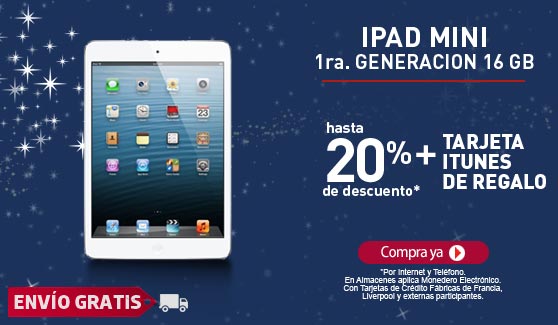 IPAD MINI
1ra. GENERACION 16 GB
hasta
20%
de descuento*
+
TARJETA
ITUNES
DE REGALO
Compra ya
*Por Internet y Teléfono.
En Almacenes aplica Monedero Electrónico.
Con Tarjetas de Crédito Fábricas de Francia,
Liverpool y externas participantes.
ENVÍO GRATIS